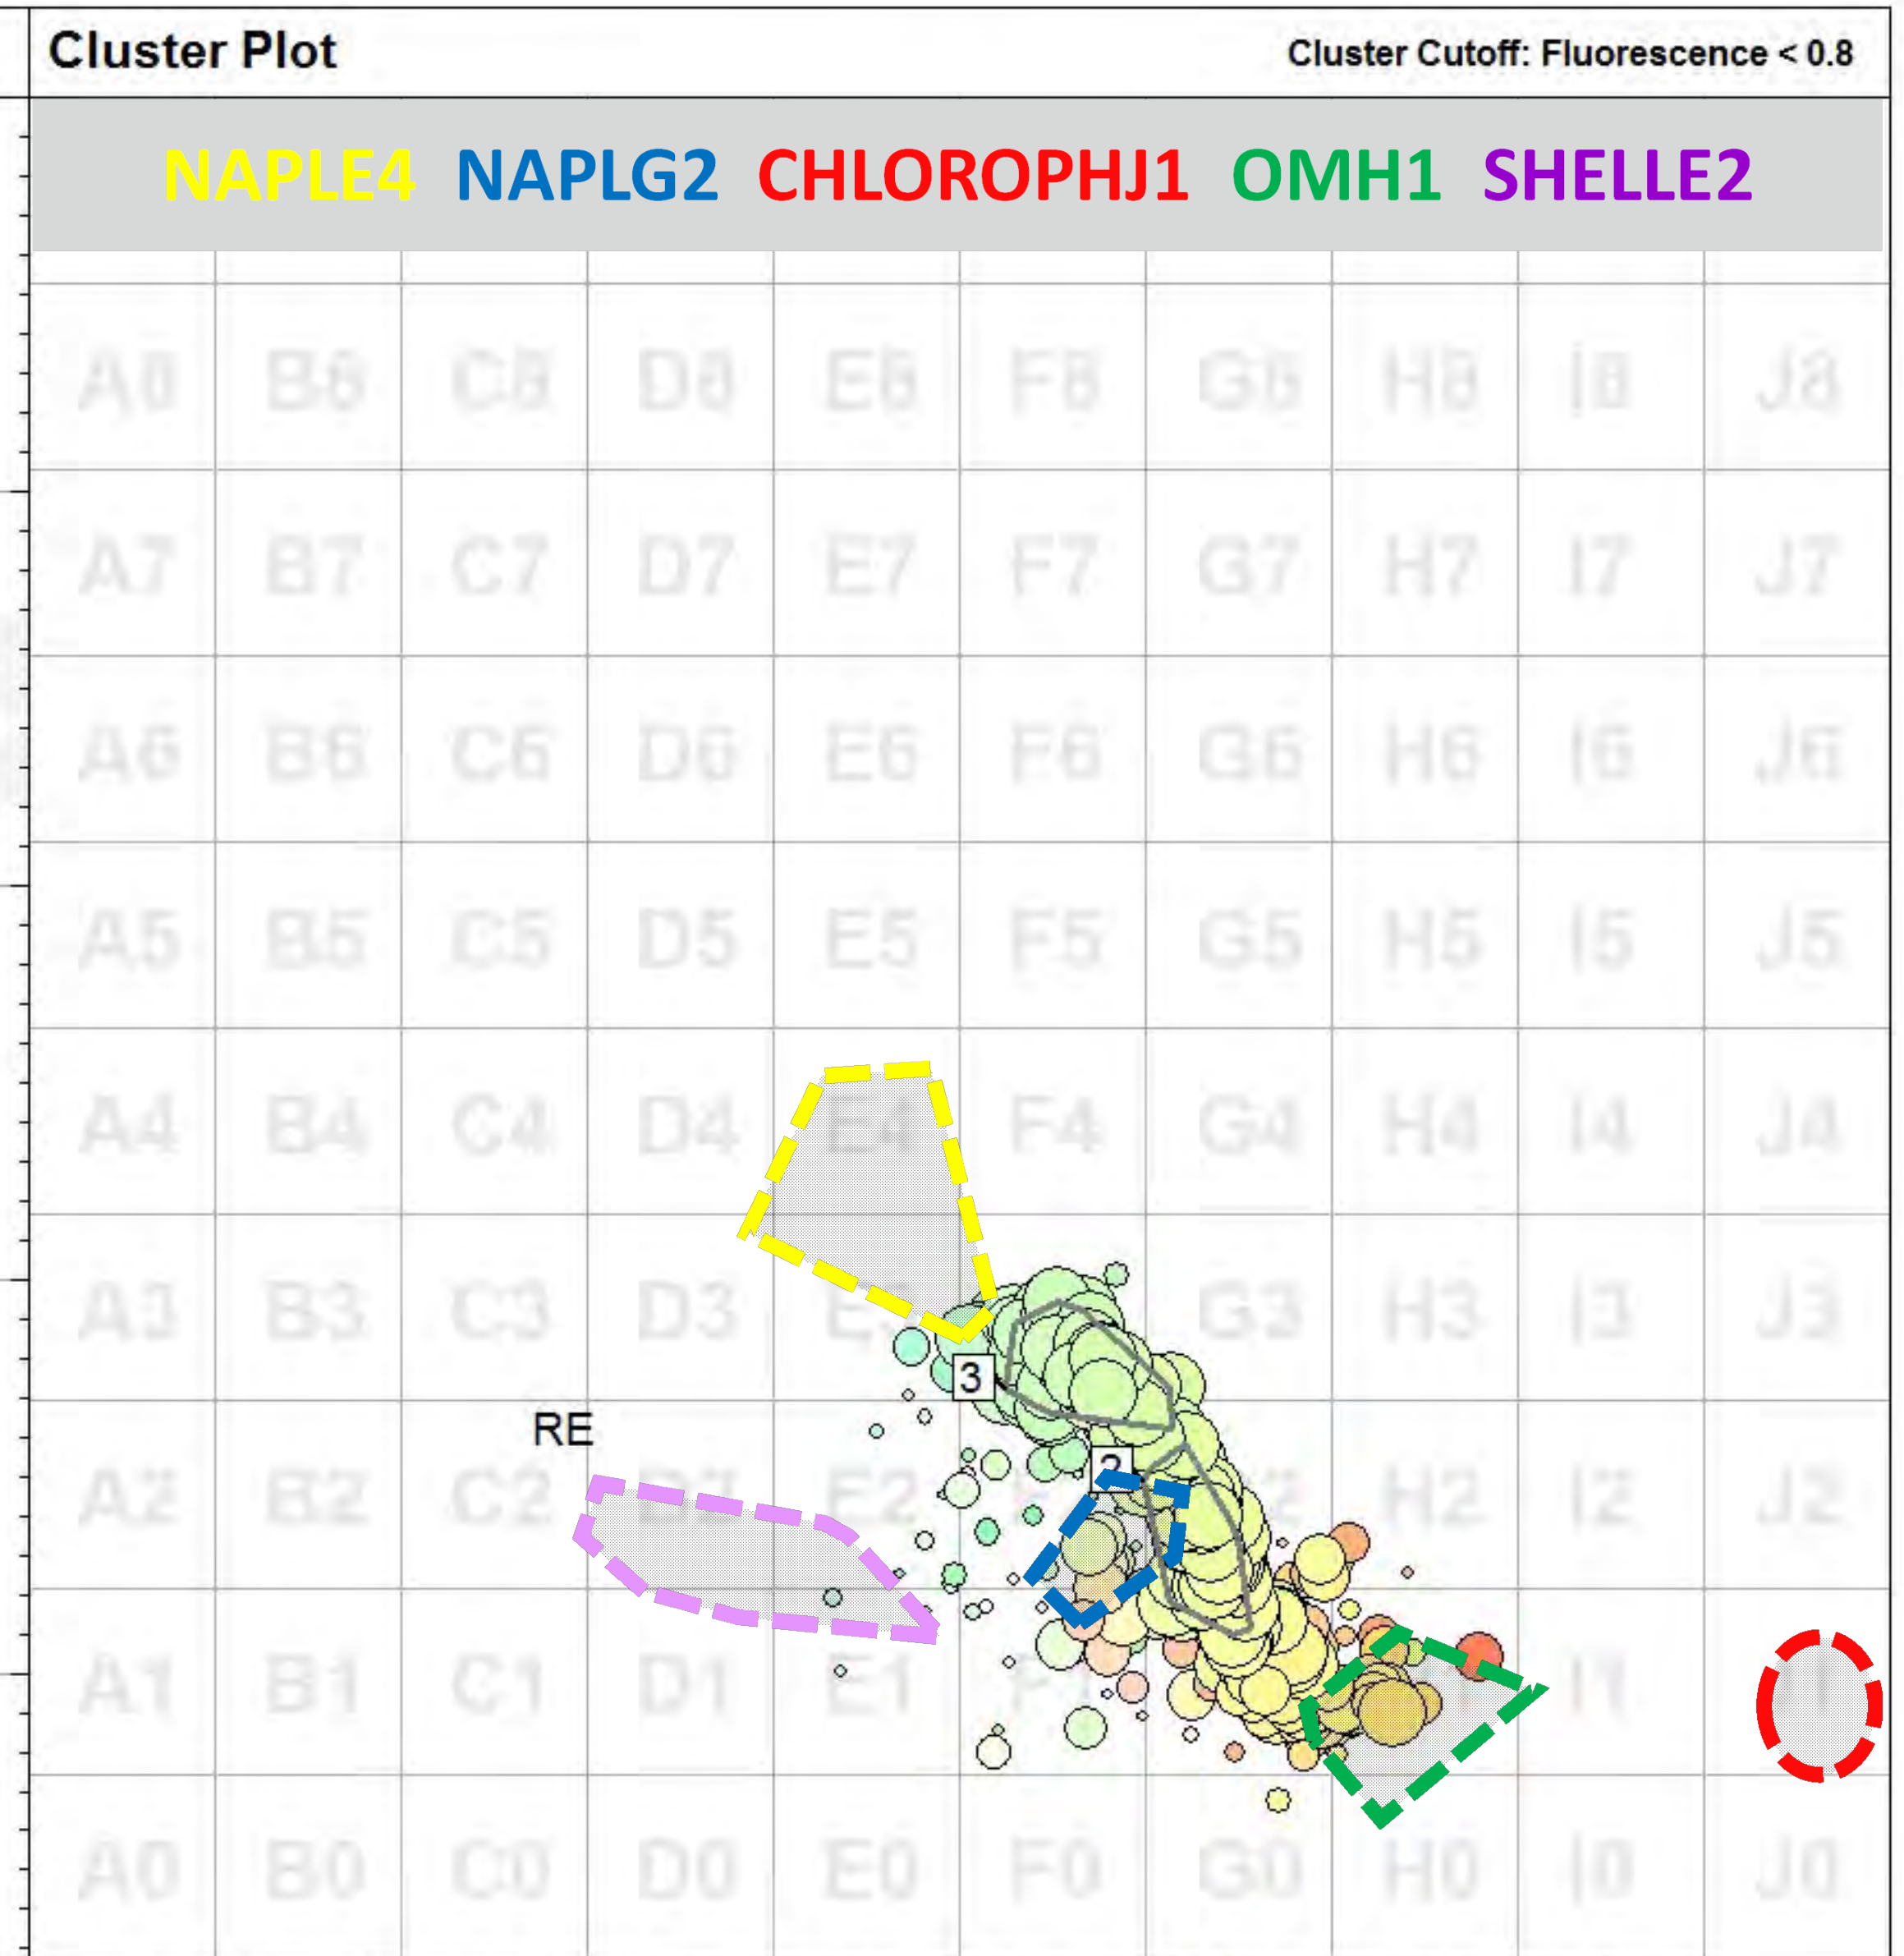 Cluster Plot Cluster Cutoff: Fluorescence < 0.8
NAPLE4 NAPLG2 CHLOROPHJ1 OMH1 SHELLE2
A8 B8 C8 D8 E8 F8 G8 H8 I8 J8
A7 B7 C7 D7 E7 F7 G7 H7 I7 J7
A6 B6 C6 D6 E6 F6 G6 H6 I6 J6
A5 B5 C5 D5 E5 F5 G5 H5 I5 J5
A4 B4 C4 D4 E4 F4 G4 H4 I4 J4
A3 B3 C3 D3 G3 H3 I3 J3
3
RE
2
A2 B2 C2 D2 E2 H2 I2 J2
A1 B1 C1 D1 E1 I1
A0 B0 C0 D0 E0 F0 G0 H0 I0 J0